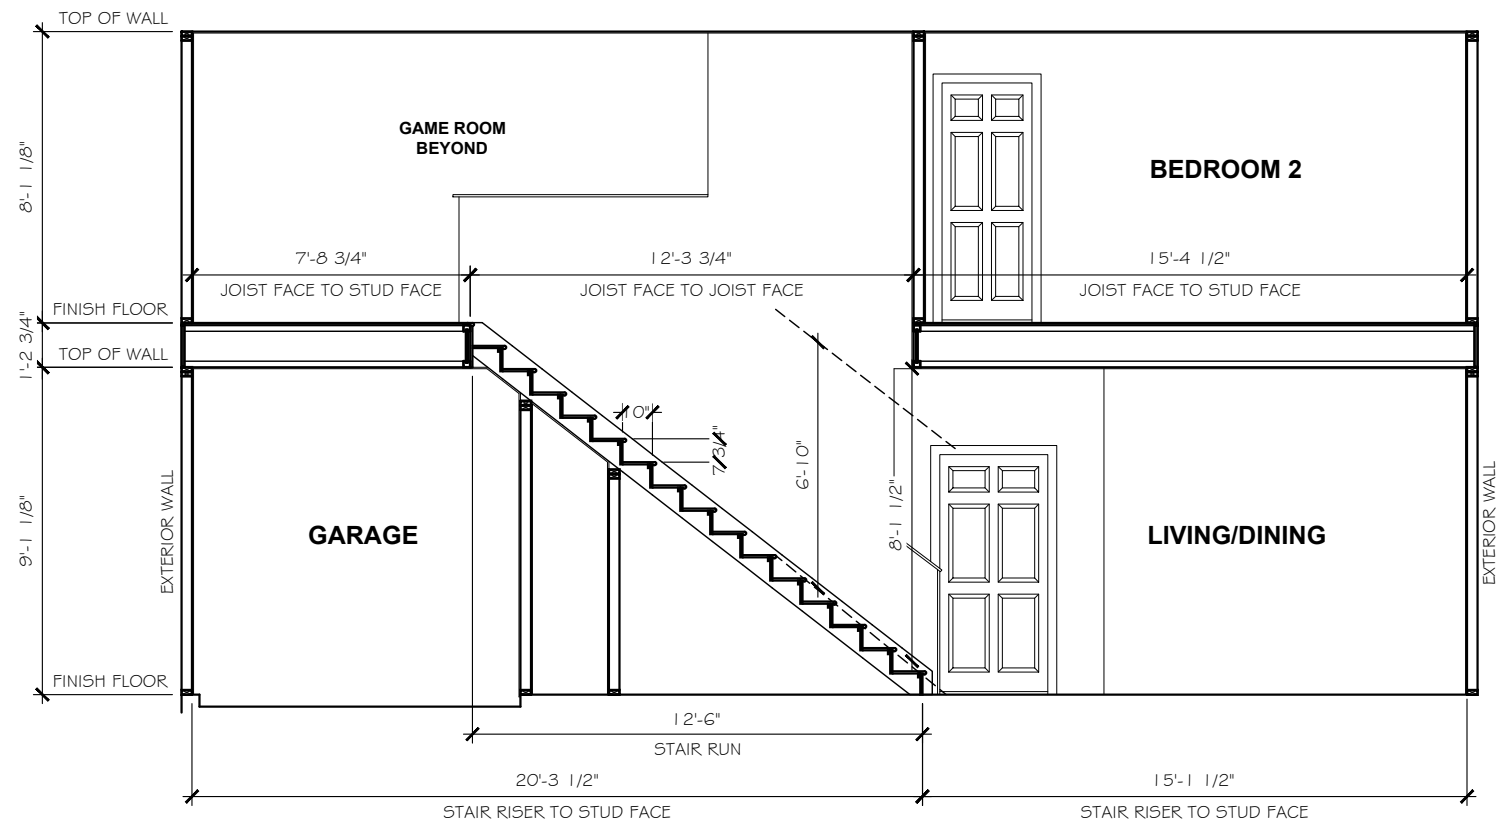 TOP OF WALL
GAME ROOM
BEYOND
BEDROOM 2
8'-1 1/8"
7'-8 3/4"
12'-3 3/4"
15'-4 1/2"
JOIST FACE TO STUD FACE
JOIST FACE TO JOIST FACE
JOIST FACE TO STUD FACE
FINISH FLOOR
1'-2 3/4"
TOP OF WALL
10"
7 3/4"
6'-10"
8'-1 1/2"
9'-1 1/8"
EXTERIOR WALL
GARAGE
LIVING/DINING
EXTERIOR WALL
FINISH FLOOR
12'-6"
STAIR RUN
20'-3 1/2"
15'-1 1/2"
STAIR RISER TO STUD FACE
STAIR RISER TO STUD FACE